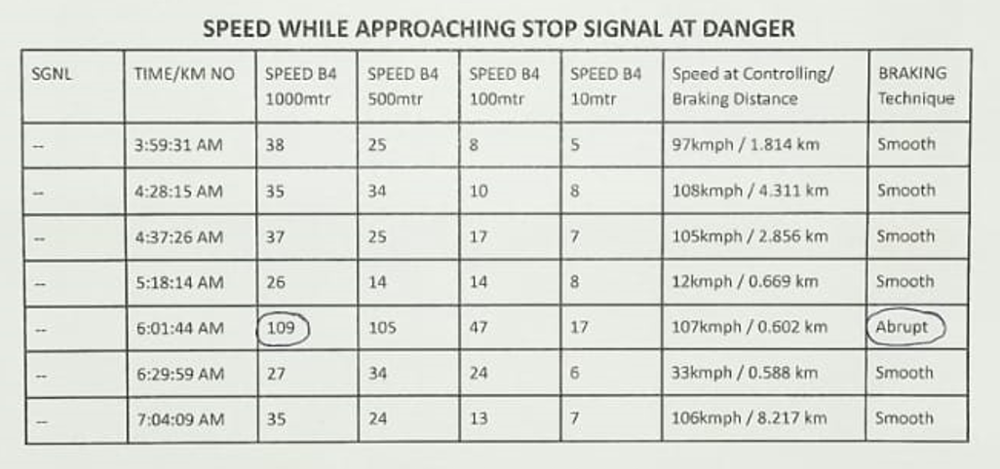 SPEED WHILE APPROACHING STOP SIGNAL AT DANGER
SGNL TIME/KM NO SPEED B4 1000mtr SPEED B4 500mtr SPEED B4 100mtr SPEED B4 10mtr Speed at Controlling/ Braking Distance BRAKING Technique
-- 3:59:31 AM 38 25 8 5 97kmph / 1.814 km Smooth
-- 4:28:15 AM 35 34 10 8 108kmph / 4.311 km Smooth
-- 4:37:26 AM 37 25 17 7 105kmph / 2.856 km Smooth
-- 5:18:14 AM 26 14 14 8 12kmph / 0.669 km Smooth
-- 6:01:44 AM 109 105 47 17 107kmph / 0.602 km Abrupt
-- 6:29:59 AM 27 34 24 6 33kmph / 0.588 km Smooth
-- 7:04:09 AM 35 24 13 7 106kmph / 8.217 km Smooth